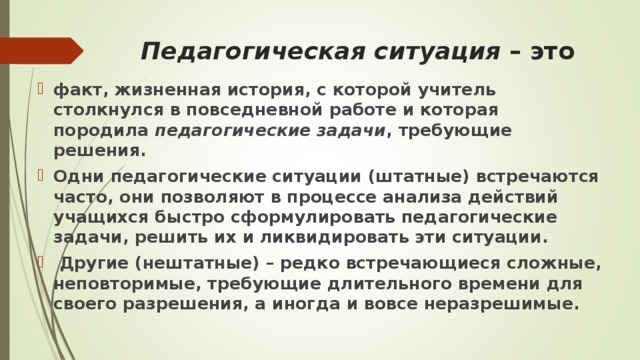 Педагогическая ситуация – это
факт, жизненная история, с которой учитель
столкнулся в повседневной работе и которая
породила педагогические задачи, требующие
решения.
Одни педагогические ситуации (штатные) встречаются
часто, они позволяют в процессе анализа действий
учащихся быстро сформулировать педагогические
задачи, решить их и ликвидировать эти ситуации.
Другие (нештатные) – редко встречающиеся сложные,
неповторимые, требующие длительного времени для
своего разрешения, а иногда и вовсе неразрешимые.